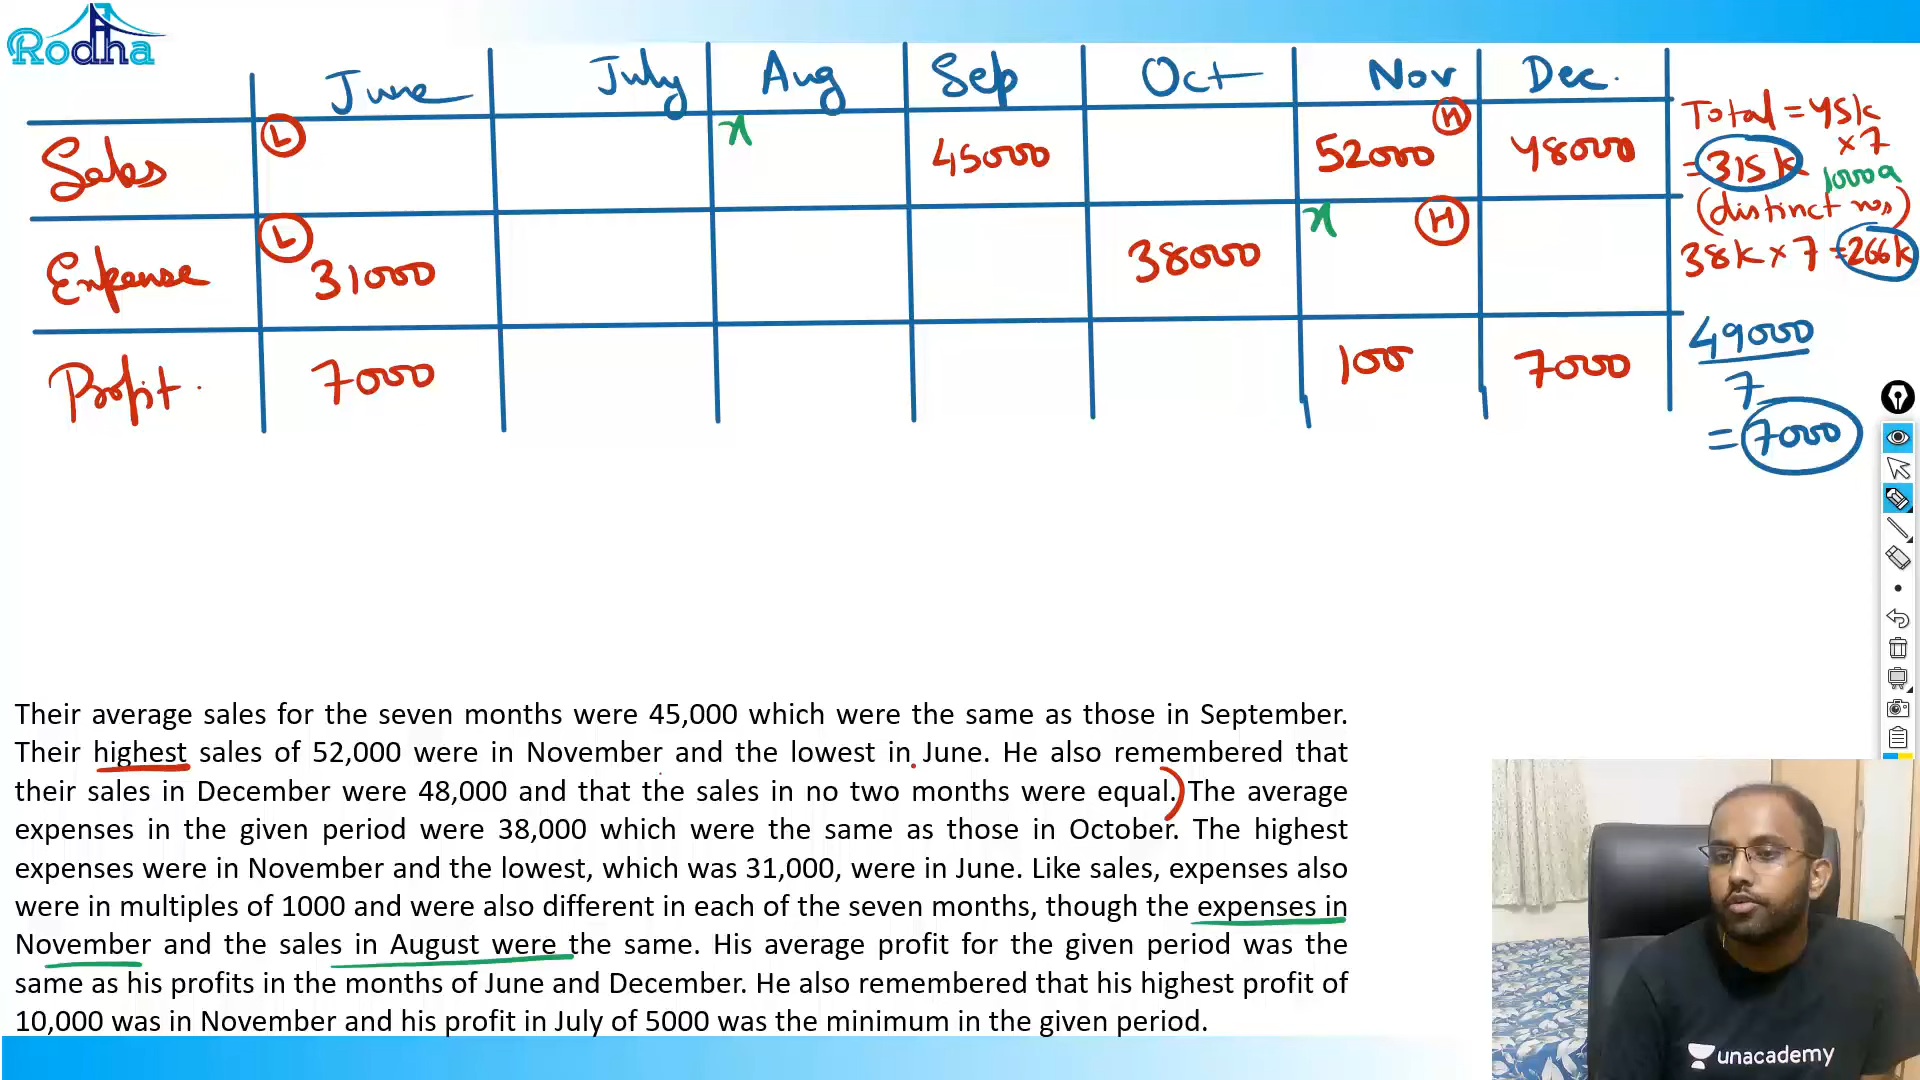 Rodha
June July Aug Sep Oct Nov Dec.
Sales L x 45000 52000 H 48000
Expense L 31000 38000 x H
Profit. 7000 100 7000
Total = 45k
× 7
= 315 k 1000a
(distinct nos)
38k × 7 = 266k
49000
7
= 7000
Their average sales for the seven months were 45,000 which were the same as those in September.
Their highest sales of 52,000 were in November and the lowest in June. He also remembered that
their sales in December were 48,000 and that the sales in no two months were equal. The average
expenses in the given period were 38,000 which were the same as those in October. The highest
expenses were in November and the lowest, which was 31,000, were in June. Like sales, expenses also
were in multiples of 1000 and were also different in each of the seven months, though the expenses in
November and the sales in August were the same. His average profit for the given period was the
same as his profits in the months of June and December. He also remembered that his highest profit of
10,000 was in November and his profit in July of 5000 was the minimum in the given period.
unacademy